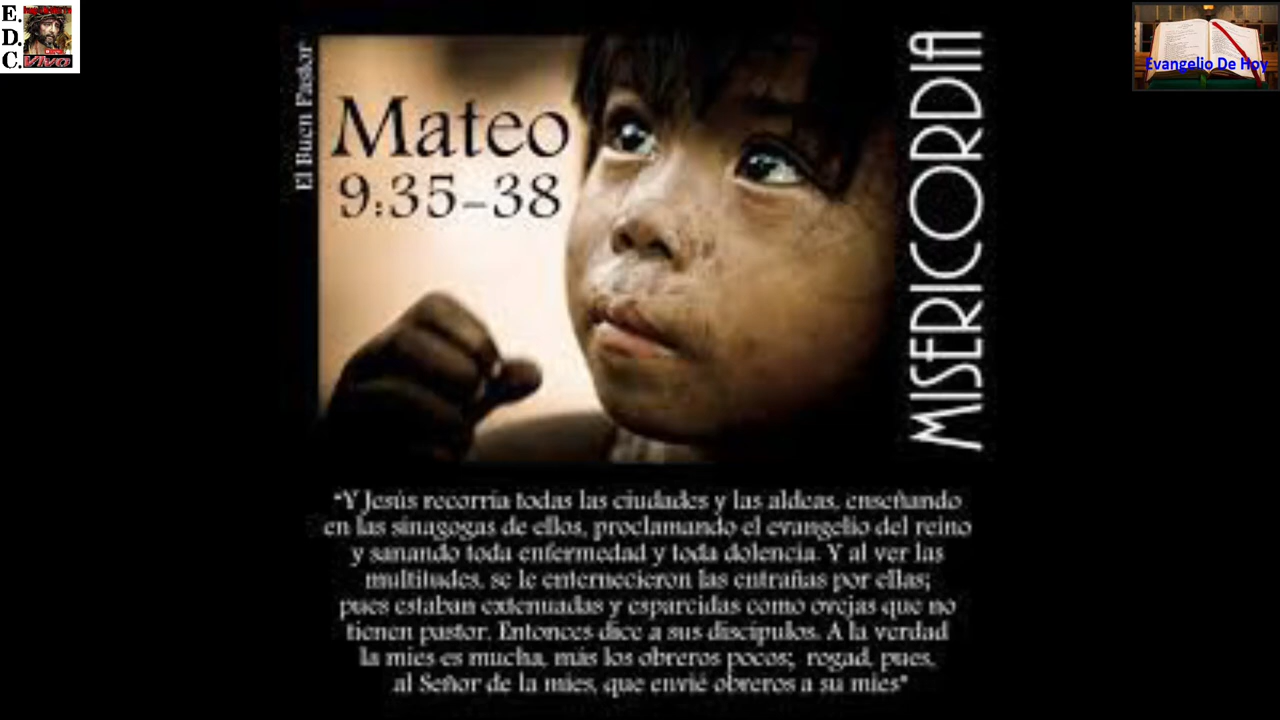 E.
D.
C.
Vivo
Evangelio De Hoy
El Buen Pastor
Mateo
9:35-38
MISERICORDIA
"Y Jesús recorría todas las ciudades y las aldeas, enseñando
en las sinagogas de ellos, proclamando el evangelio del reino
y sanando toda enfermedad y toda dolencia. Y al ver las
multitudes, se le enternecieron las entrañas por ellas;
pues estaban extenuadas y esparcidas como ovejas que no
tienen pastor. Entonces dice a sus discípulos. A la verdad
la mies es mucha, más los obreros pocos; rogad, pues,
al Señor de la mies, que envié obreros a su mies"